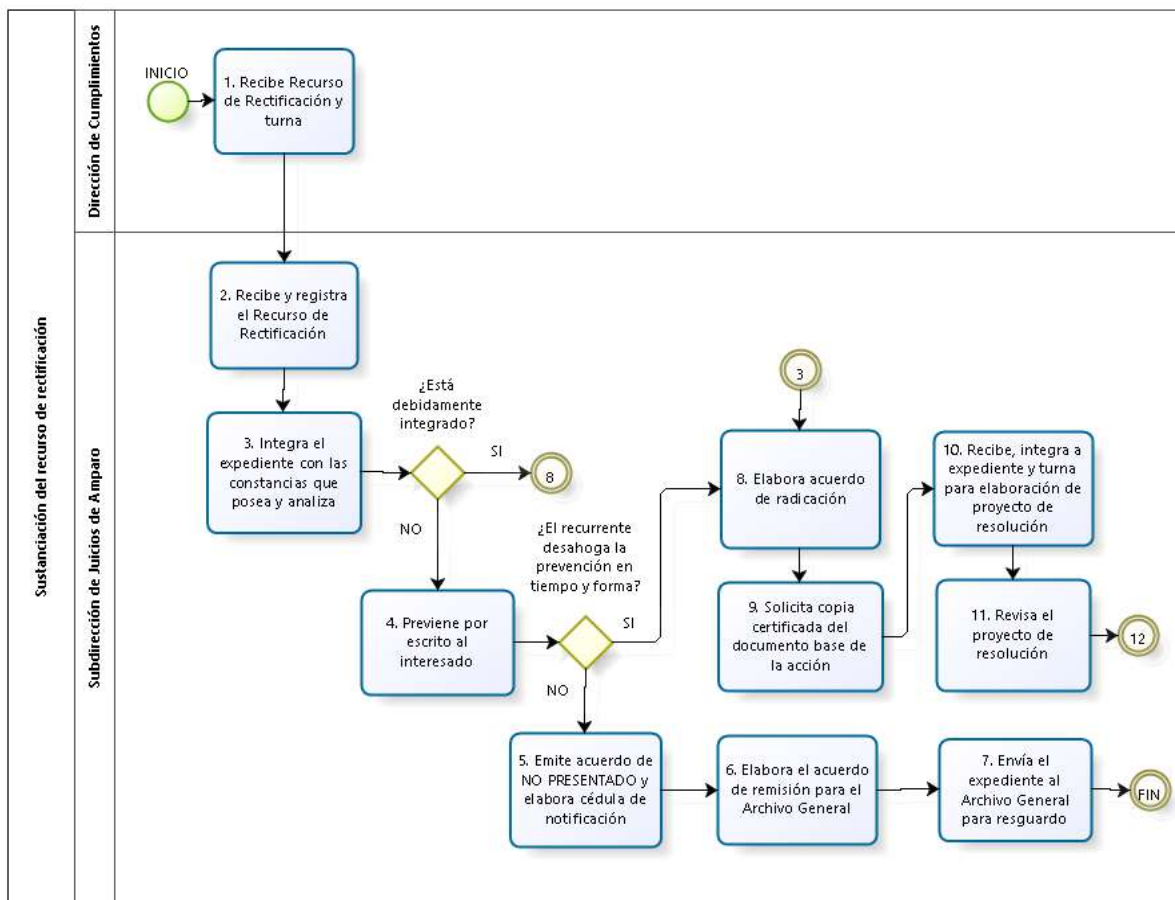 Sustanciación del recurso de rectificación
Dirección de Cumplimientos
INICIO
1. Recibe Recurso
de Rectificación y
turna
Subdirección de Juicios de Amparo
2. Recibe y registra
el Recurso de
Rectificación
3. Integra el
expediente con las
constancias que
posea y analiza
¿Está
debidamente
integrado?
SI
8
NO
4. Previene por
escrito al
interesado
¿El recurrente
desahoga la
prevención en
tiempo y forma?
SI
NO
5. Emite acuerdo de
NO PRESENTADO y
elabora cédula de
notificación
6. Elabora el acuerdo
de remisión para el
Archivo General
7. Envía el
expediente al
Archivo General
para resguardo
FIN
3
8. Elabora acuerdo
de radicación
9. Solicita copia
certificada del
documento base de
la acción
10. Recibe, integra a
expediente y turna
para elaboración de
proyecto de
resolución
11. Revisa el
proyecto de
resolución
12